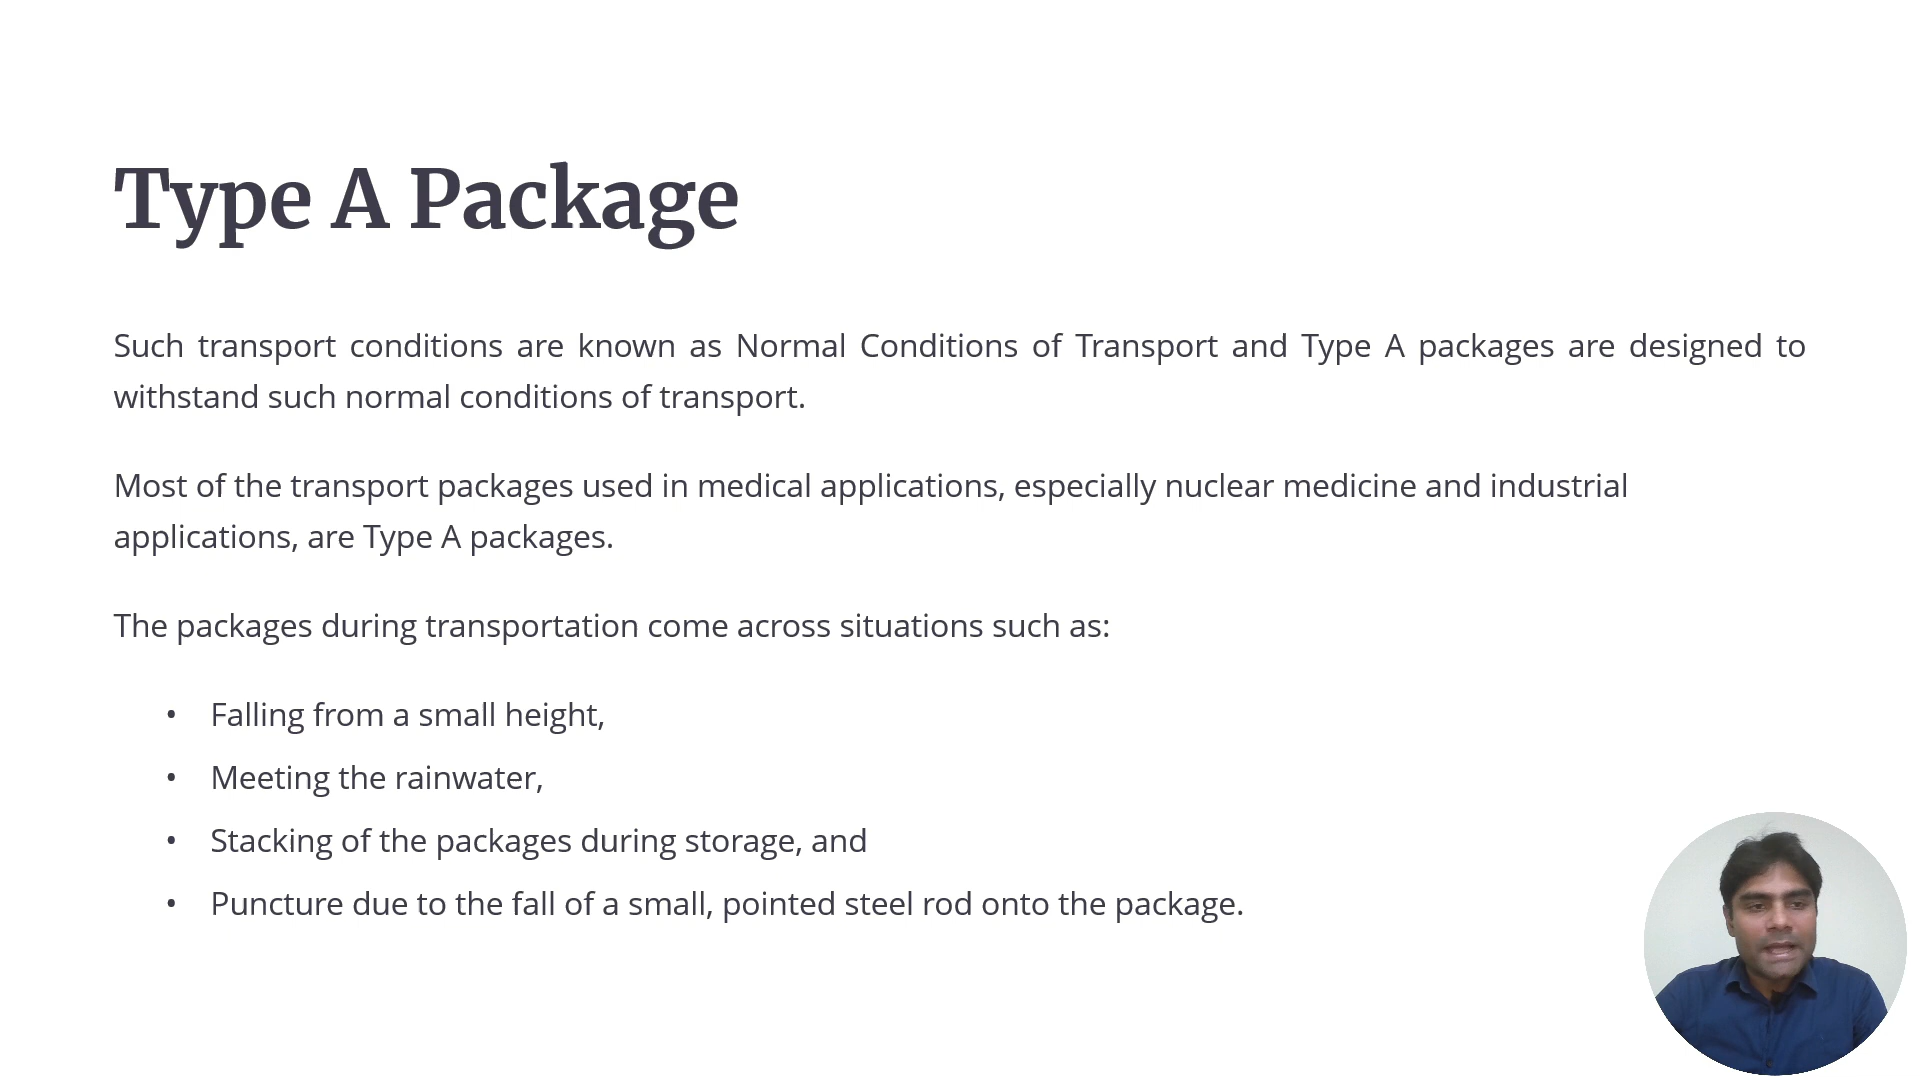 Type A Package
Such transport conditions are known as Normal Conditions of Transport and Type A packages are designed to
withstand such normal conditions of transport.
Most of the transport packages used in medical applications, especially nuclear medicine and industrial
applications, are Type A packages.
The packages during transportation come across situations such as:
• Falling from a small height,
• Meeting the rainwater,
• Stacking of the packages during storage, and
• Puncture due to the fall of a small, pointed steel rod onto the package.